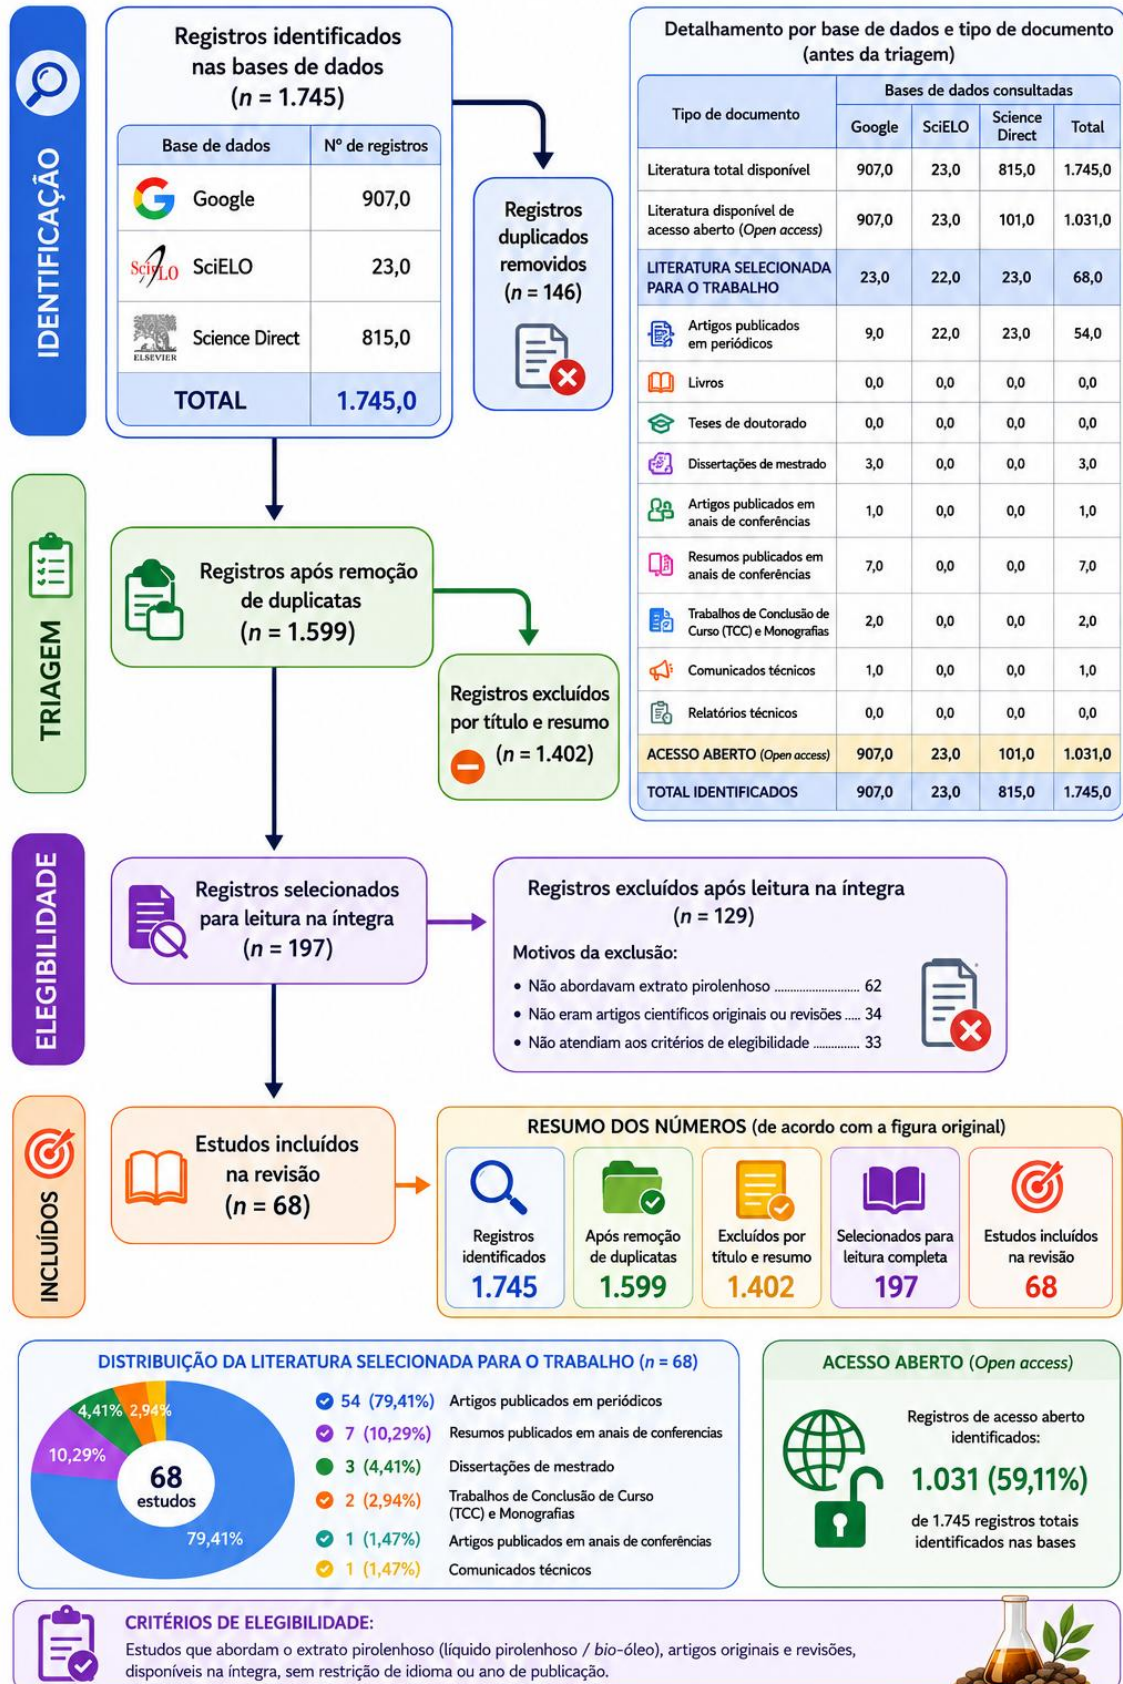 IDENTIFICAÇÃO
Registros identificados
nas bases de dados
(n = 1.745)
Base de dados Nº de registros
Google 907,0
SciELO SciELO 23,0
ELSEVIER Science Direct 815,0
TOTAL 1.745,0
Registros
duplicados
removidos
(n = 146)
Detalhamento por base de dados e tipo de documento
(antes da triagem)
Tipo de documento Bases de dados consultadas
Google SciELO Science Direct Total
Literatura total disponível 907,0 23,0 815,0 1.745,0
Literatura disponível de
acesso aberto (Open access) 907,0 23,0 101,0 1.031,0
LITERATURA SELECIONADA
PARA O TRABALHO 23,0 22,0 23,0 68,0
Artigos publicados
em periódicos 9,0 22,0 23,0 54,0
Livros 0,0 0,0 0,0 0,0
Teses de doutorado 0,0 0,0 0,0 0,0
Dissertações de mestrado 3,0 0,0 0,0 3,0
Artigos publicados em
anais de conferências 1,0 0,0 0,0 1,0
Resumos publicados em
anais de conferências 7,0 0,0 0,0 7,0
Trabalhos de Conclusão de
Curso (TCC) e Monografias 2,0 0,0 0,0 2,0
Comunicados técnicos 1,0 0,0 0,0 1,0
Relatórios técnicos 0,0 0,0 0,0 0,0
ACESSO ABERTO (Open access) 907,0 23,0 101,0 1.031,0
TOTAL IDENTIFICADOS 907,0 23,0 815,0 1.745,0
TRIAGEM
Registros após remoção
de duplicatas
(n = 1.599)
Registros excluídos
por título e resumo
(n = 1.402)
ELEGIBILIDADE
Registros selecionados
para leitura na íntegra
(n = 197)
Registros excluídos após leitura na íntegra
(n = 129)
Motivos da exclusão:
• Não abordavam extrato pirolenhoso .......................... 62
• Não eram artigos científicos originais ou revisões ..... 34
• Não atendiam aos critérios de elegibilidade .............. 33
INCLUÍDOS
Estudos incluídos
na revisão
(n = 68)
RESUMO DOS NÚMEROS (de acordo com a figura original)
Registros
identificados
1.745
Após remoção
de duplicatas
1.599
Excluídos por
título e resumo
1.402
Selecionados para
leitura completa
197
Estudos incluídos
na revisão
68
DISTRIBUIÇÃO DA LITERATURA SELECIONADA PARA O TRABALHO (n = 68)
4,41% 2,94%
10,29%
68
estudos
79,41%
54 (79,41%) Artigos publicados em periódicos
7 (10,29%) Resumos publicados em anais de conferencias
3 (4,41%) Dissertações de mestrado
2 (2,94%) Trabalhos de Conclusão de Curso
(TCC) e Monografias
1 (1,47%) Artigos publicados em anais de conferências
1 (1,47%) Comunicados técnicos
ACESSO ABERTO (Open access)
Registros de acesso aberto
identificados:
1.031 (59,11%)
de 1.745 registros totais
identificados nas bases
CRITÉRIOS DE ELEGIBILIDADE:
Estudos que abordam o extrato pirolenhoso (líquido pirolenhoso / bio-óleo), artigos originais e revisões,
disponíveis na íntegra, sem restrição de idioma ou ano de publicação.